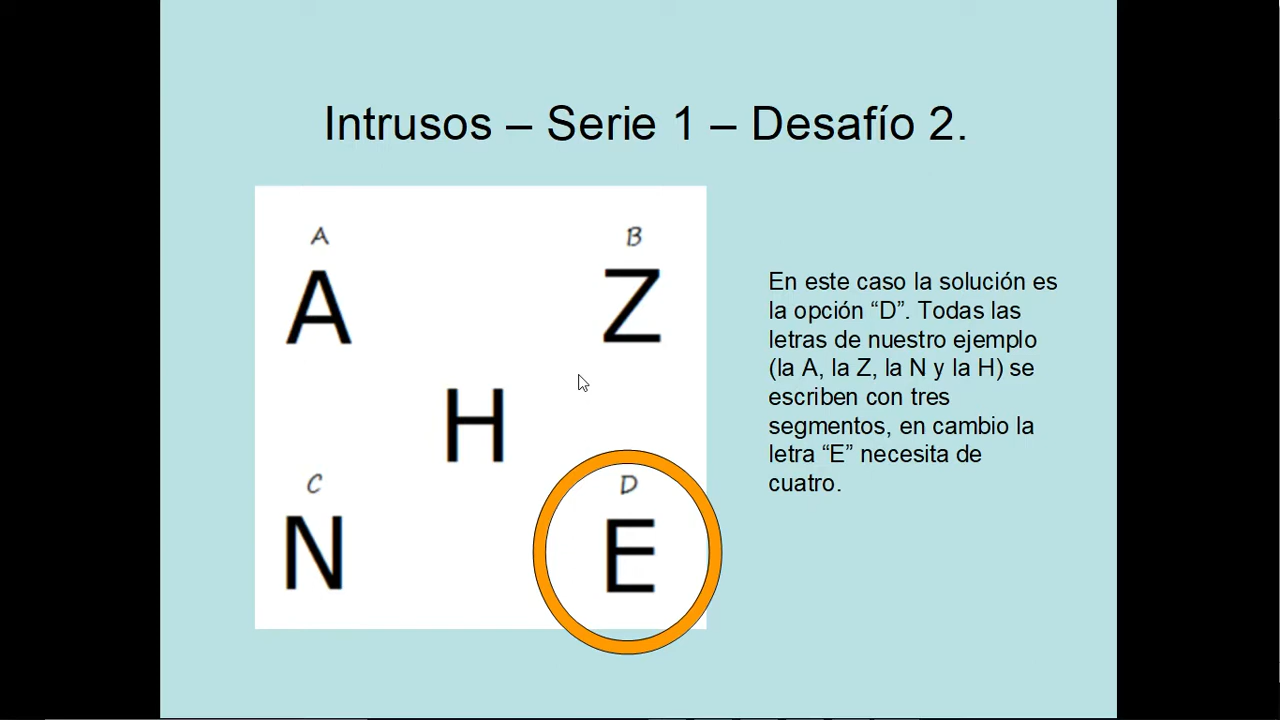 Intrusos – Serie 1 – Desafío 2.
A
B
A
Z
H
C
D
N
E
En este caso la solución es
la opción “D”. Todas las
letras de nuestro ejemplo
(la A, la Z, la N y la H) se
escriben con tres
segmentos, en cambio la
letra “E” necesita de
cuatro.